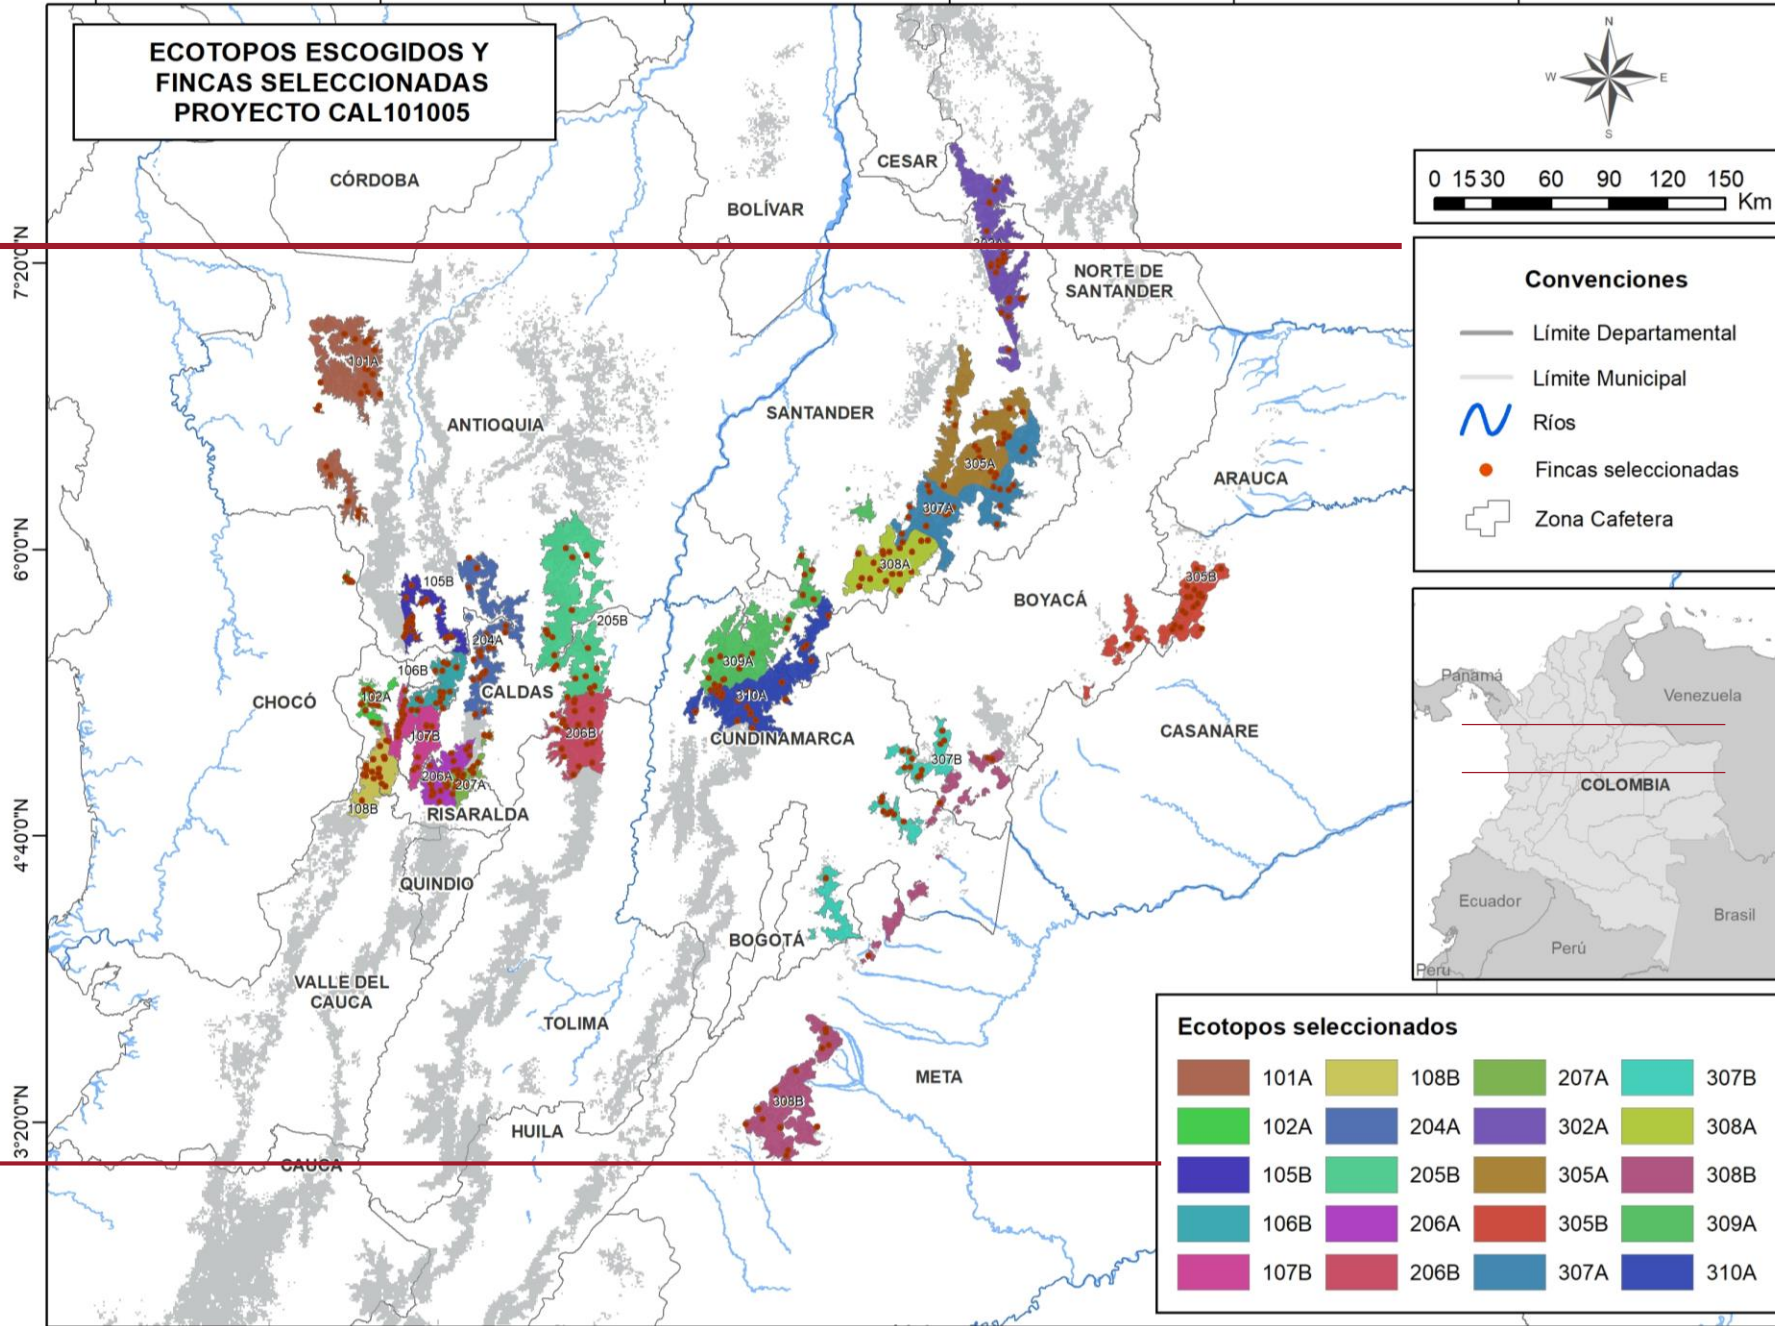 ECOTOPOS ESCOGIDOS Y
FINCAS SELECCIONADAS
PROYECTO CAL101005
N
W
E
S
0 15 30 60 90 120 150
Km
CÓRDOBA
BOLÍVAR
CESAR
NORTE DE
SANTANDER
7°20'0"N
101A
ANTIOQUIA
SANTANDER
305A
ARAUCA
307A
6°0'0"N
308A
305B
105B
BOYACÁ
205B
204A
106B
309A
CALDAS
102A
310A
CHOCÓ
CASANARE
107B
206B
CUNDINAMARCA
307B
206A
207A
108B
RISARALDA
4°40'0"N
QUINDIO
BOGOTÁ
VALLE DEL
CAUCA
TOLIMA
META
308B
3°20'0"N
HUILA
CAUCA
Convenciones
Límite Departamental
Límite Municipal
Ríos
Fincas seleccionadas
Zona Cafetera
Panamá
Venezuela
COLOMBIA
Ecuador
Brasil
Perú
Perú
Ecotopos seleccionados
101A 108B 207A 307B
102A 204A 302A 308A
105B 205B 305A 308B
106B 206A 305B 309A
107B 206B 307A 310A